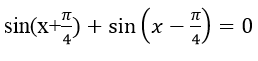 sin(x+π/4) + sin(x − π/4) = 0